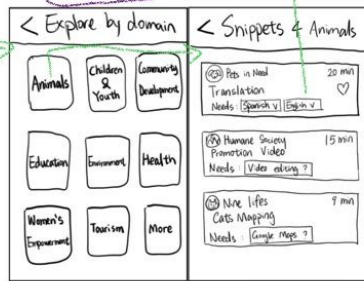 < Explore by domain
Animals
Children
&
Youth
Community
Development
Education
Environment
Health
Women's
Empowerment
Tourism
More
< Snippets 4 Animals
Pets in Need 20 min
Translation
Needs: Spanish v English v
Humane Society 15 min
Promotion Video
Needs: Video editing ?
Nine lifes 9 min
Cats Mapping
Needs: Google Maps ?